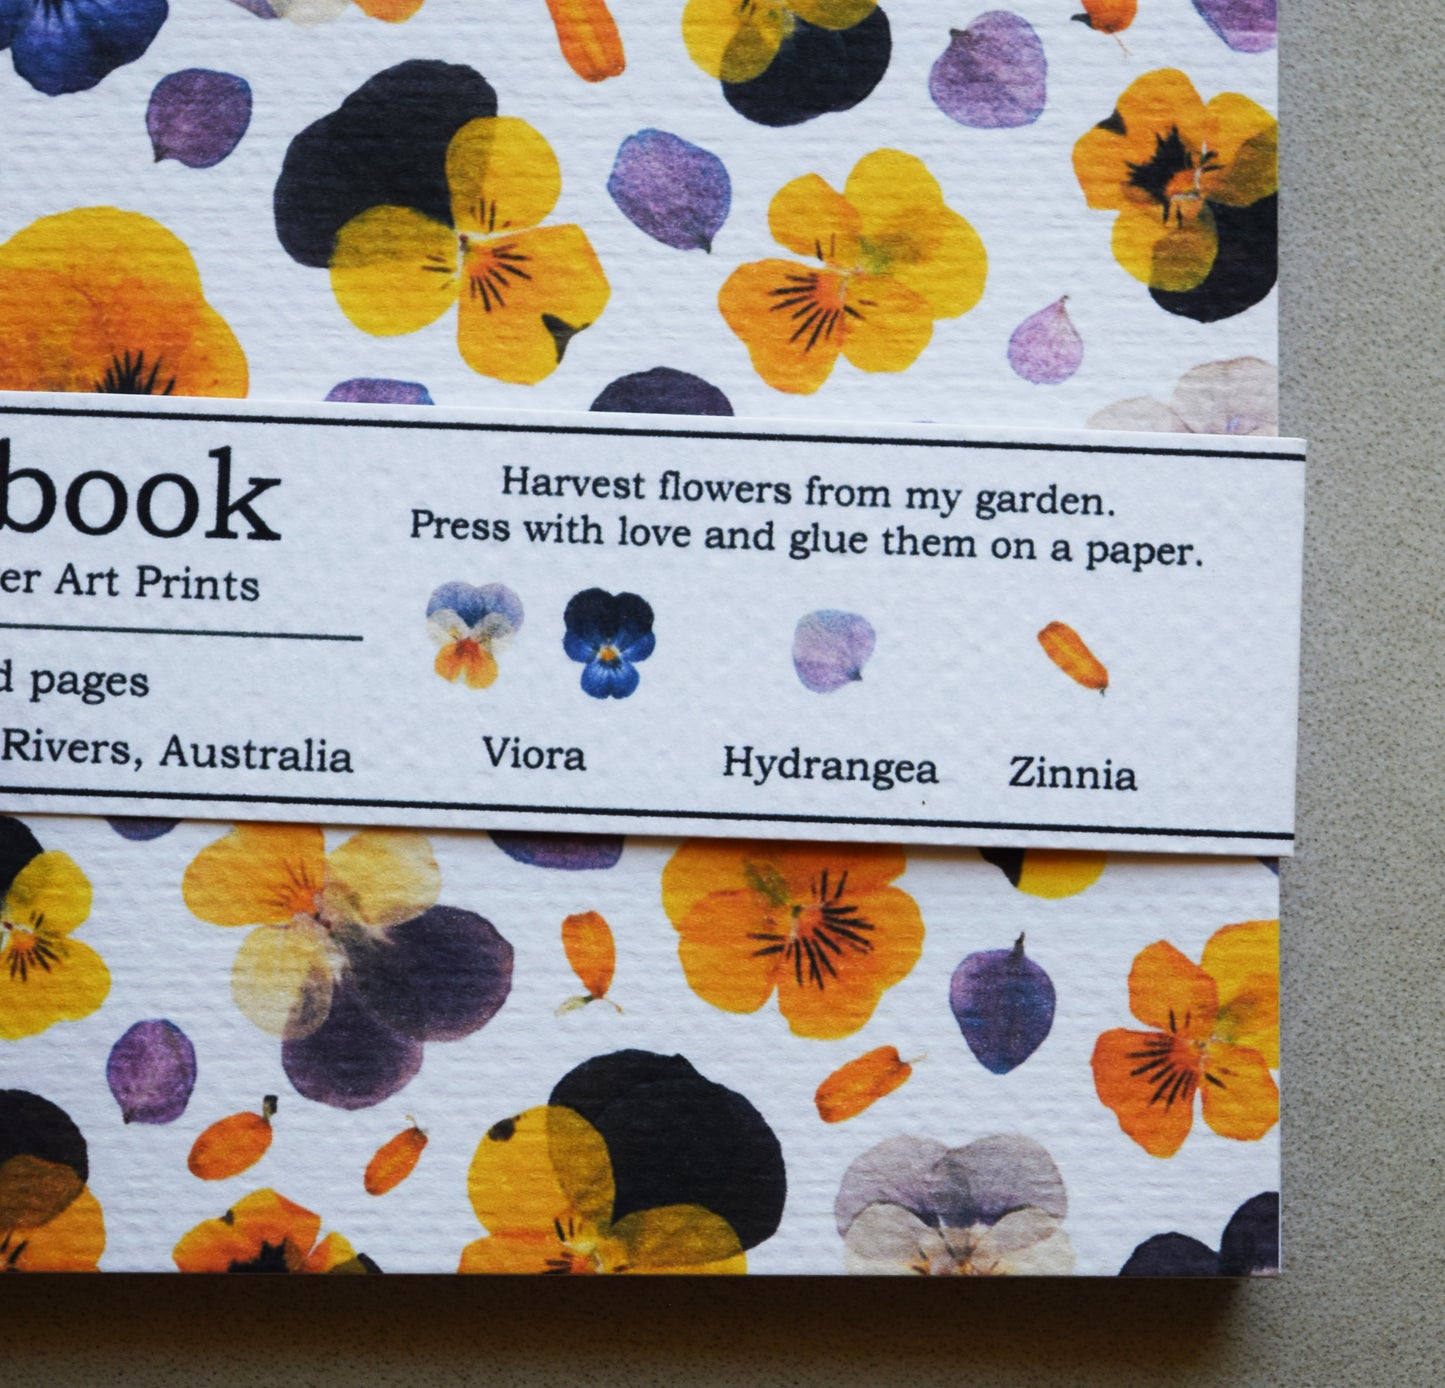 book
er Art Prints
d pages
Rivers, Australia
Harvest flowers from my garden.
Press with love and glue them on a paper.
Viora
Hydrangea
Zinnia